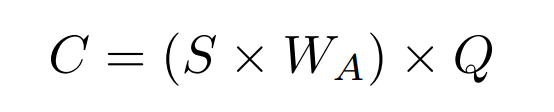 C = (S × W_A) × Q